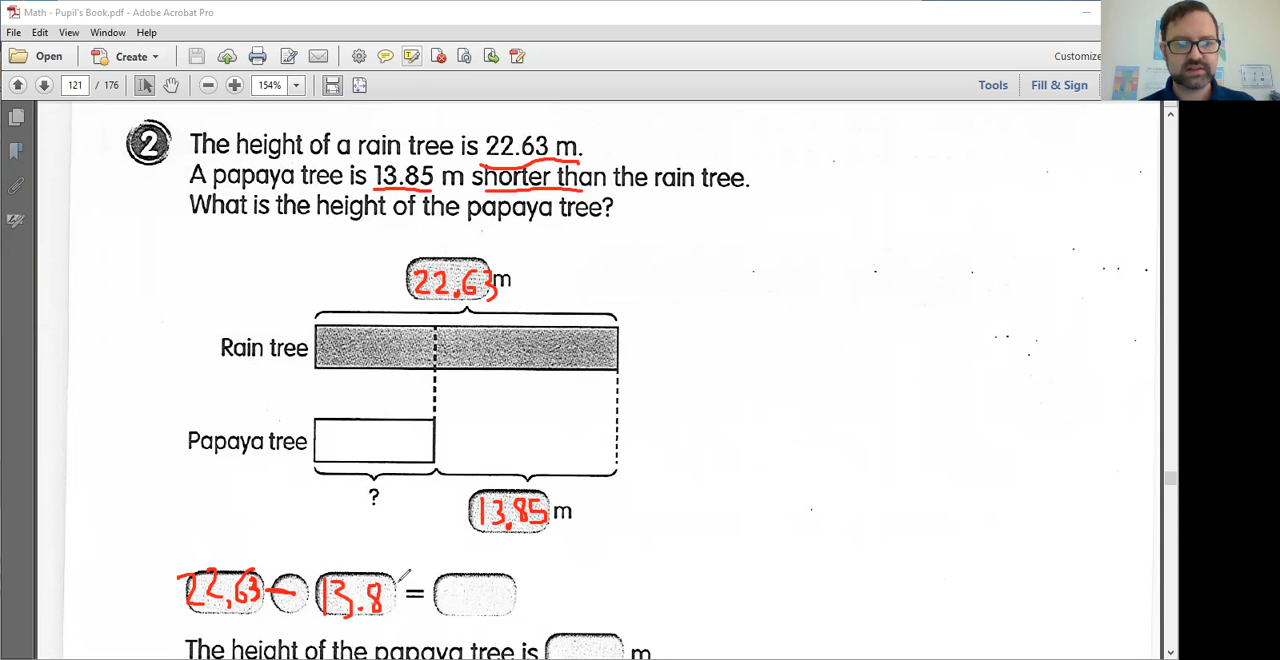 Math - Pupil's Book.pdf - Adobe Acrobat Pro
File Edit View Window Help
Open Create Customize
121 / 176 154% Tools Fill & Sign
2 The height of a rain tree is 22.63 m.
A papaya tree is 13.85 m shorter than the rain tree.
What is the height of the papaya tree?
22.63 m
Rain tree
Papaya tree
?
13.85 m
22.63 - 13.8 =
The height of the papaya tree is m